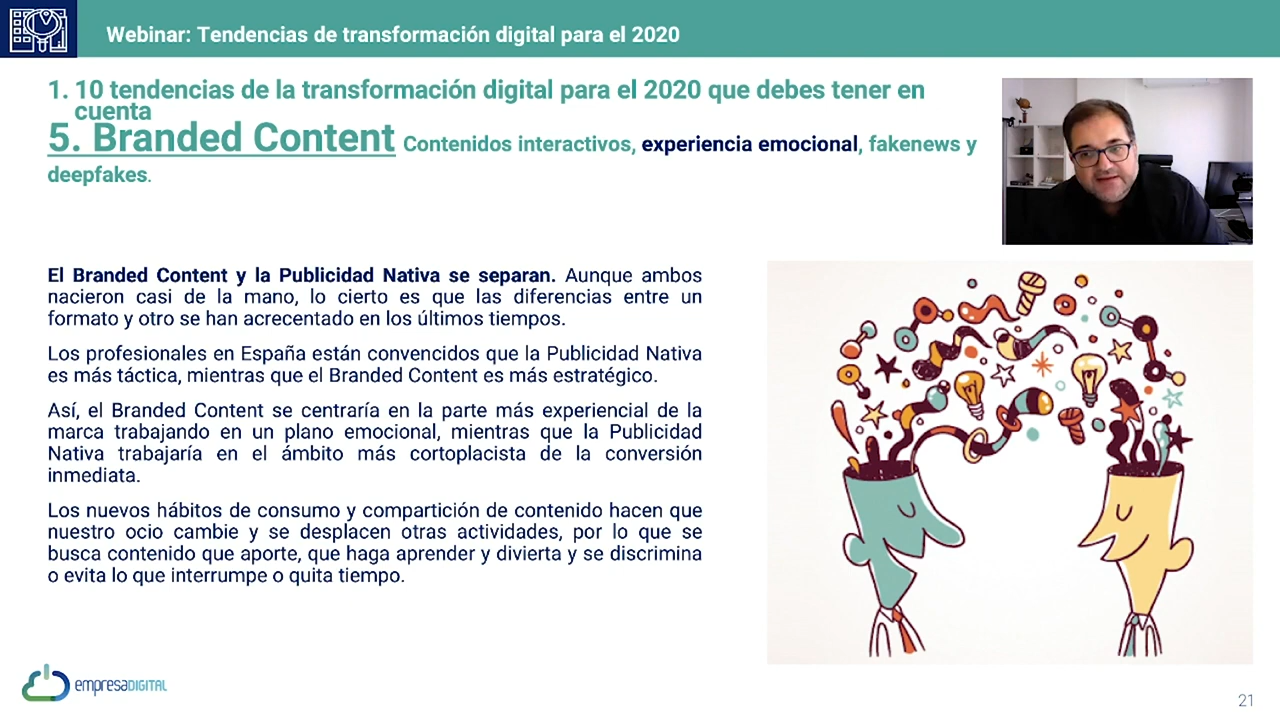 Webinar: Tendencias de transformación digital para el 2020
1. 10 tendencias de la transformación digital para el 2020 que debes tener en
cuenta
5. Branded Content Contenidos interactivos, experiencia emocional, fakenews y
deepfakes.
El Branded Content y la Publicidad Nativa se separan. Aunque ambos
nacieron casi de la mano, lo cierto es que las diferencias entre un
formato y otro se han acrecentado en los últimos tiempos.
Los profesionales en España están convencidos que la Publicidad Nativa
es más táctica, mientras que el Branded Content es más estratégico.
Así, el Branded Content se centraría en la parte más experiencial de la
marca trabajando en un plano emocional, mientras que la Publicidad
Nativa trabajaría en el ámbito más cortoplacista de la conversión
inmediata.
Los nuevos hábitos de consumo y compartición de contenido hacen que
nuestro ocio cambie y se desplacen otras actividades, por lo que se
busca contenido que aporte, que haga aprender y divierta y se discrimina
o evita lo que interrumpe o quita tiempo.
empresaDIGITAL
21